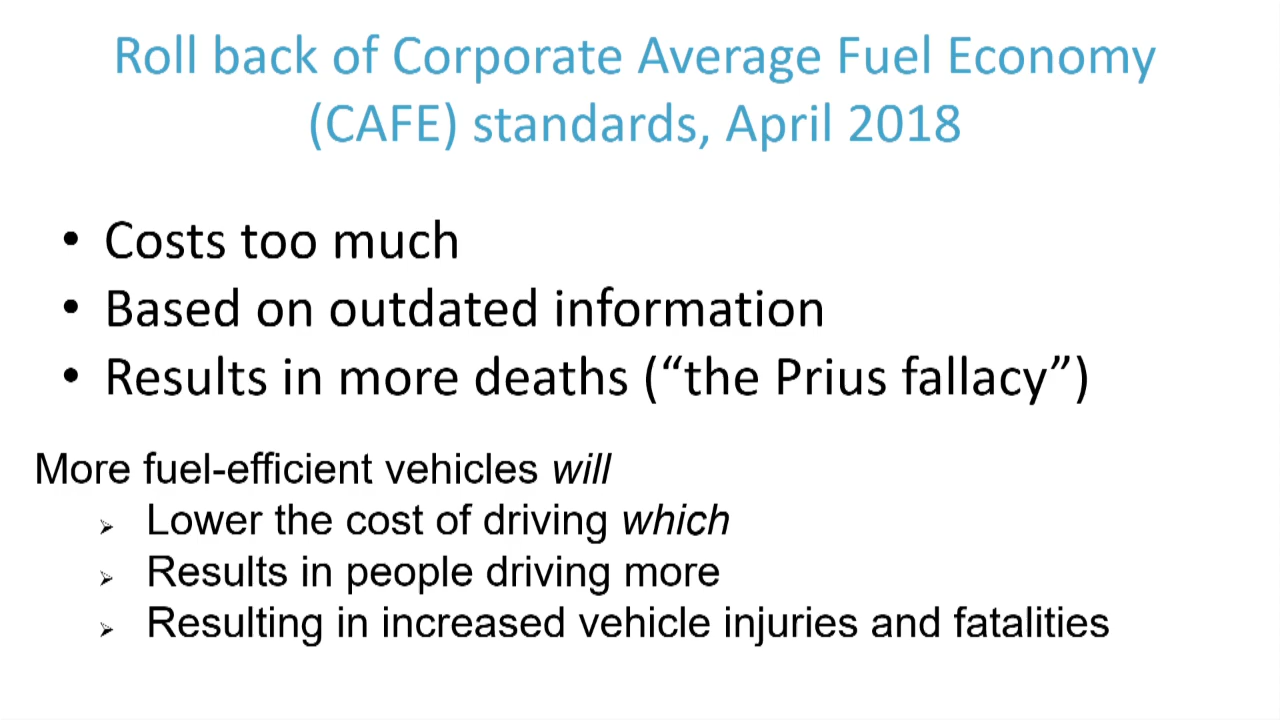 Roll back of Corporate Average Fuel Economy
(CAFE) standards, April 2018
• Costs too much
• Based on outdated information
• Results in more deaths (“the Prius fallacy”)
More fuel-efficient vehicles will
➢ Lower the cost of driving which
➢ Results in people driving more
➢ Resulting in increased vehicle injuries and fatalities